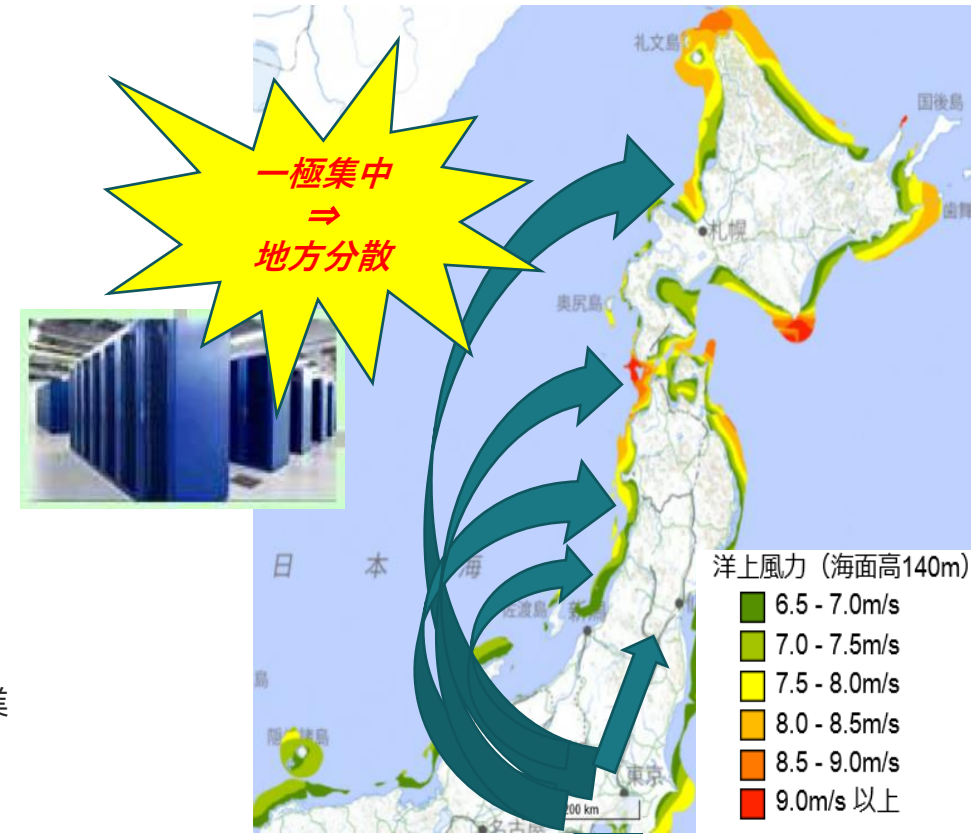 礼文島
国後島
一極集中
⇒
地方分散
札幌
奥尻島
日 本 海
佐渡島
新潟
業
島
東京
200 km
名古屋
洋上風力（海面高140m）
6.5 - 7.0m/s
7.0 - 7.5m/s
7.5 - 8.0m/s
8.0 - 8.5m/s
8.5 - 9.0m/s
9.0m/s 以上